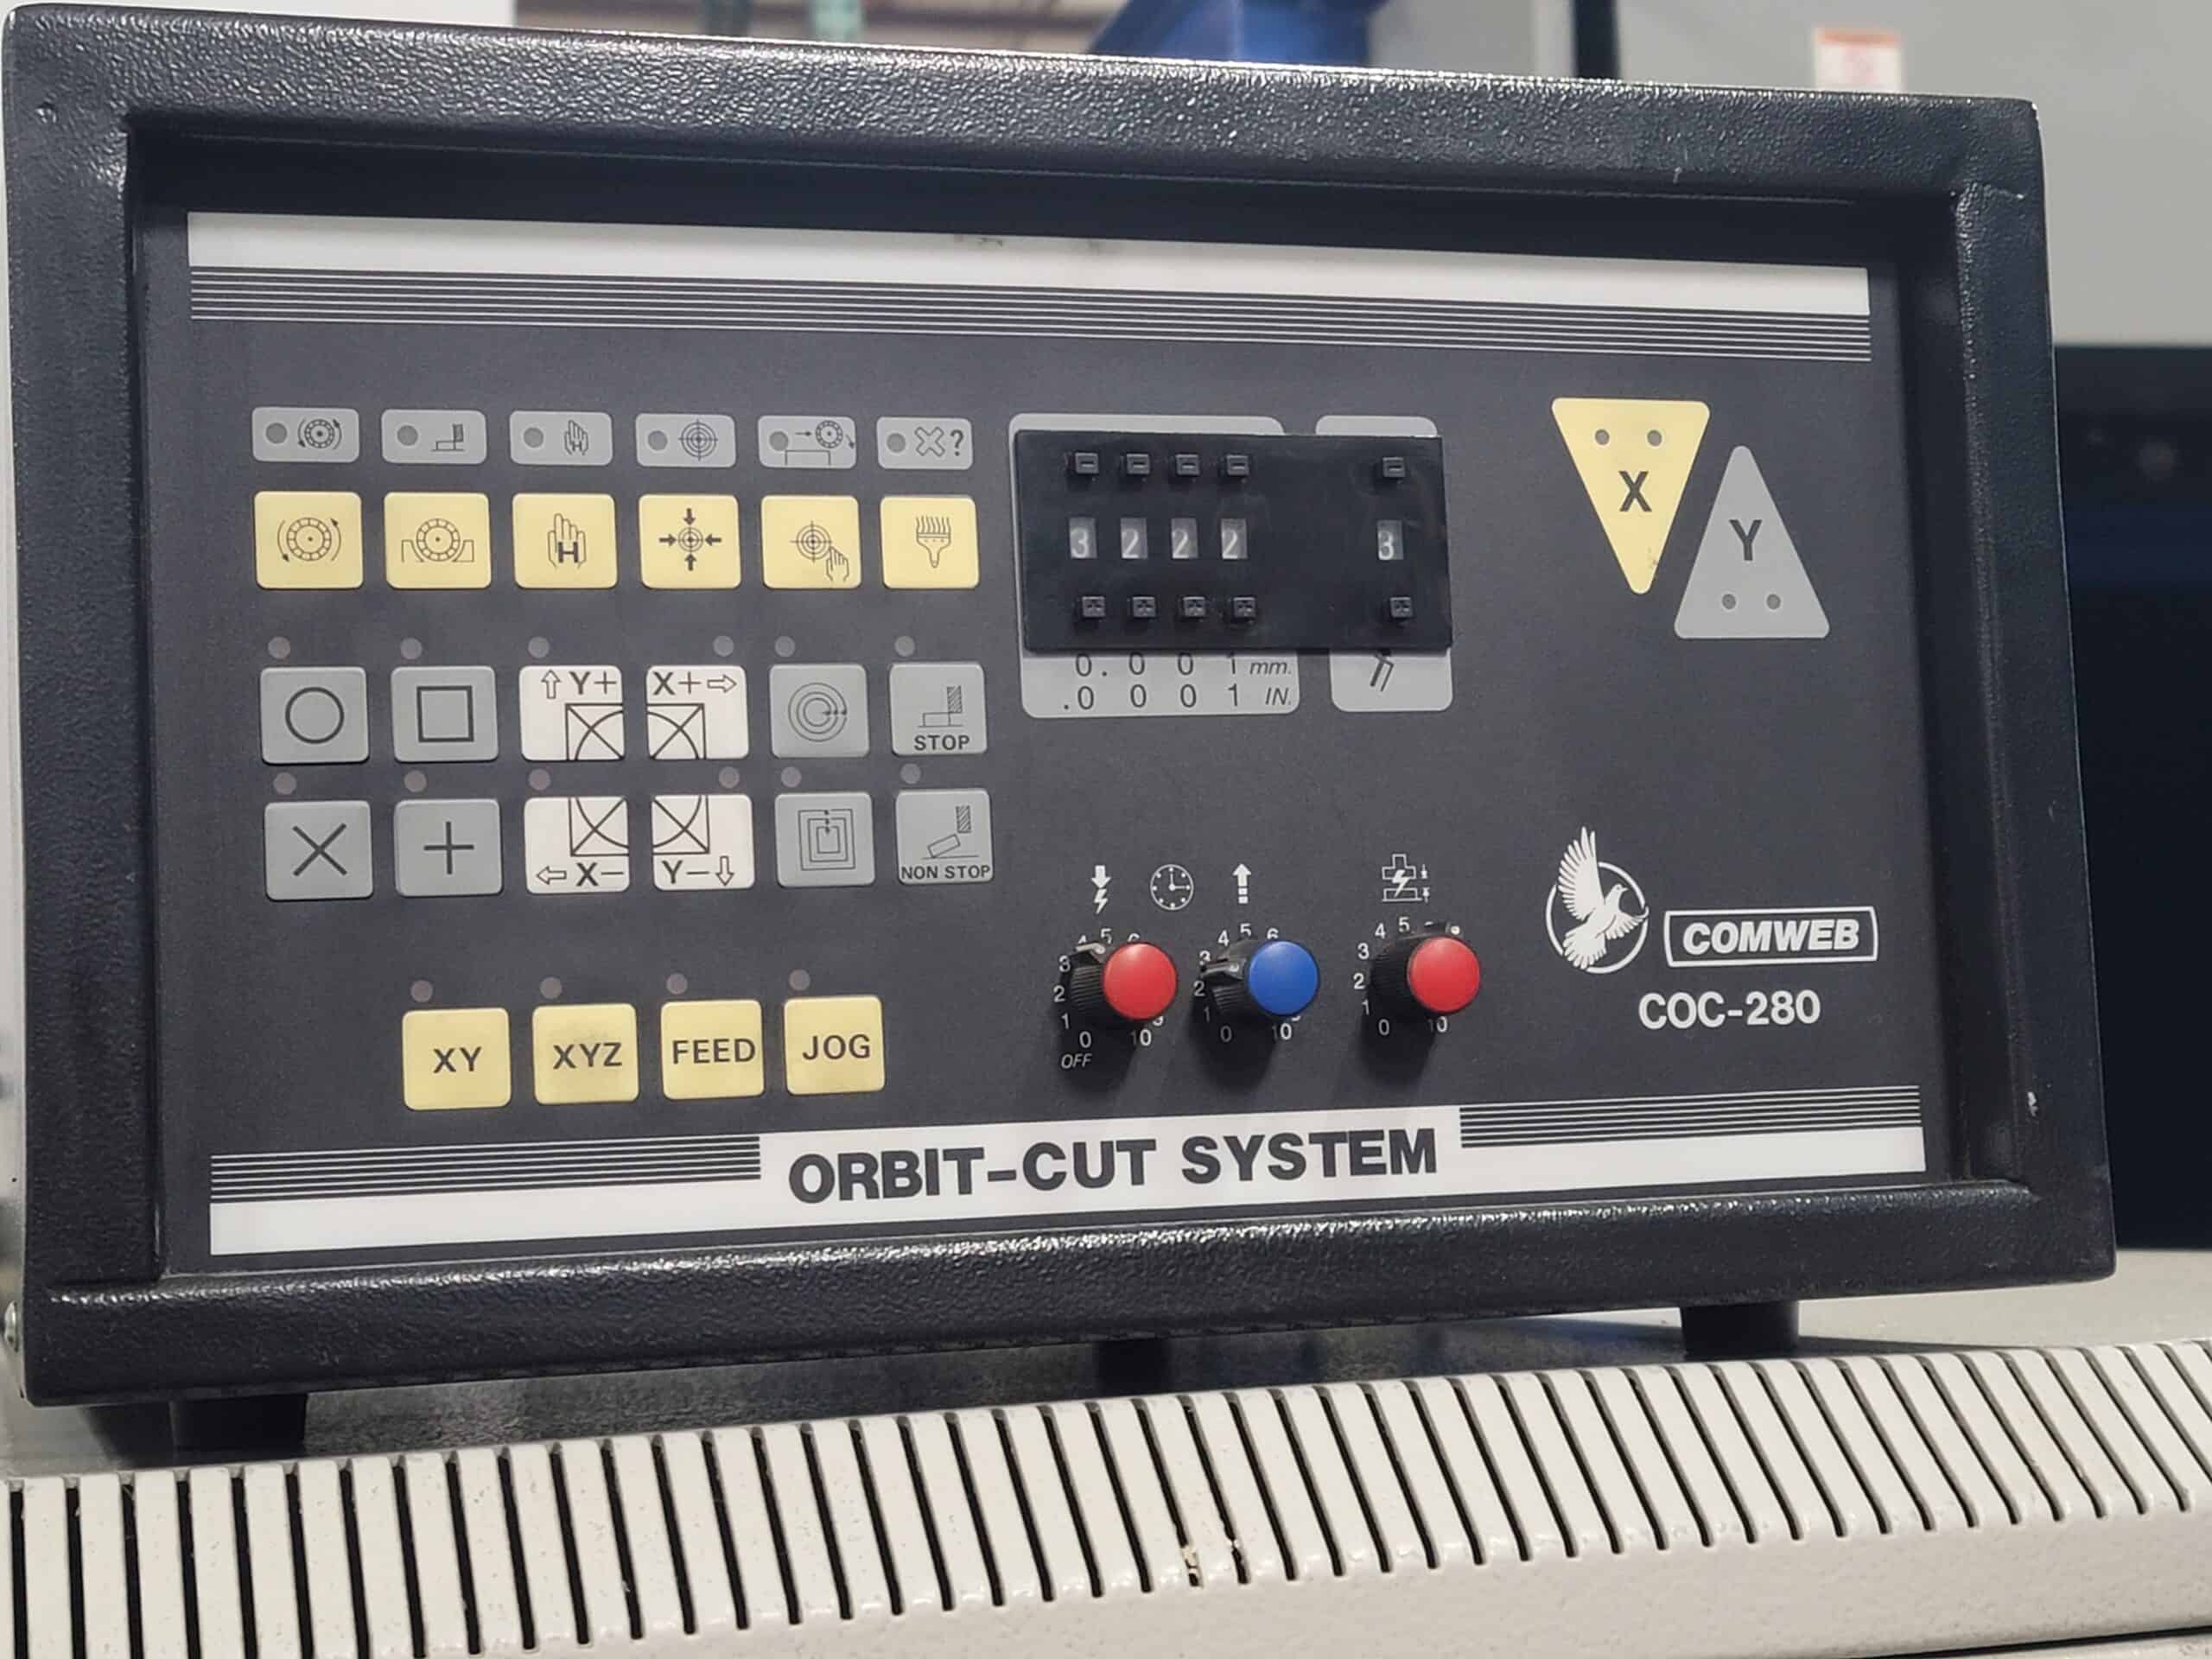 ?
H
3 2 2 2 3
X
Y
Y+ X+
0. 0 0 1 mm.
.0 0 0 1 IN.
STOP
X- Y-
NON STOP
4 5 6 4 5 6 4 5
3 3 3
2 2 2
1 1 1
0 10 0 10 0 10
OFF
COMWEB
COC-280
XY XYZ FEED JOG
ORBIT-CUT SYSTEM